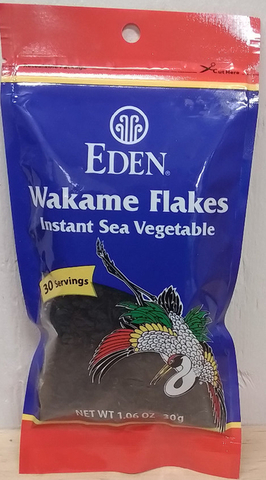 Cut Here
EDEN®
Wakame Flakes
Instant Sea Vegetable
30 Servings
NET WT 1.06 OZ 30g